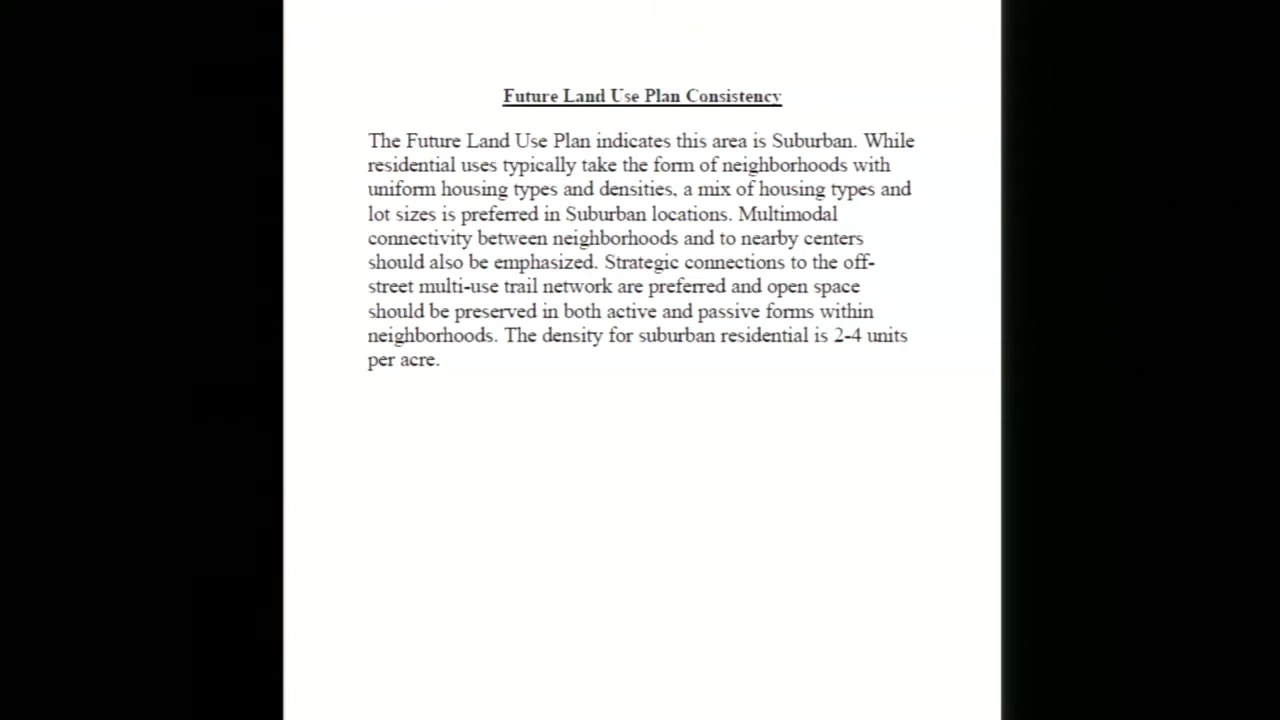 Future Land Use Plan Consistency
The Future Land Use Plan indicates this area is Suburban. While
residential uses typically take the form of neighborhoods with
uniform housing types and densities, a mix of housing types and
lot sizes is preferred in Suburban locations. Multimodal
connectivity between neighborhoods and to nearby centers
should also be emphasized. Strategic connections to the off-
street multi-use trail network are preferred and open space
should be preserved in both active and passive forms within
neighborhoods. The density for suburban residential is 2-4 units
per acre.